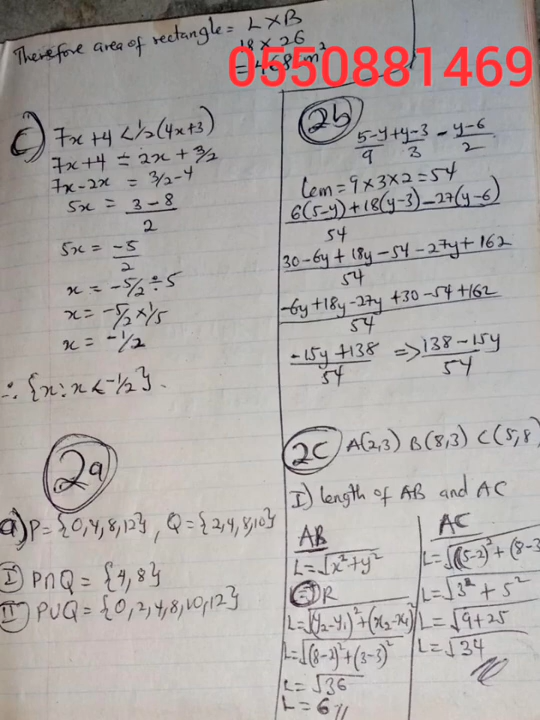 Therefore area of rectangle = L X B
18 X 26
= 468 m²
0550881469
C) 7x + 4 < 1/2 (4x+3)
7x + 4 = 2x + 3/2
7x - 2x = 3/2 - 4
5x = 3 - 8
2
5x = -5
2
x = -5/2 ÷ 5
x = -5/2 x 1/5
x = -1/2
∴ {x: x < -1/2}.
2a
a) P = {0,4,8,12}, Q = {2,4,8,10}
I) P∩Q = {4,8}
II) P∪Q = {0,2,4,8,10,12}
2b
5-y + y-3 - y-6
9 3 2
Lcm = 9 x 3 x 2 = 54
6(5-y) + 18(y-3) - 27(y-6)
54
30 - 6y + 18y - 54 - 27y + 162
54
-6y + 18y - 27y + 30 - 54 + 162
54
-15y + 138 => 138 - 15y
54 54
2C A(2,3) B(8,3) C(5,8)
I) length of AB and AC
AB
L = √x² + y²
OR
L = √(y₂-y₁)² + (x₂-x₁)²
L = √(8-2)² + (3-3)²
L = √36
L = 6
AC
L = √(5-2)² + (8-3
L = √3² + 5²
L = √9 + 25
L = √34